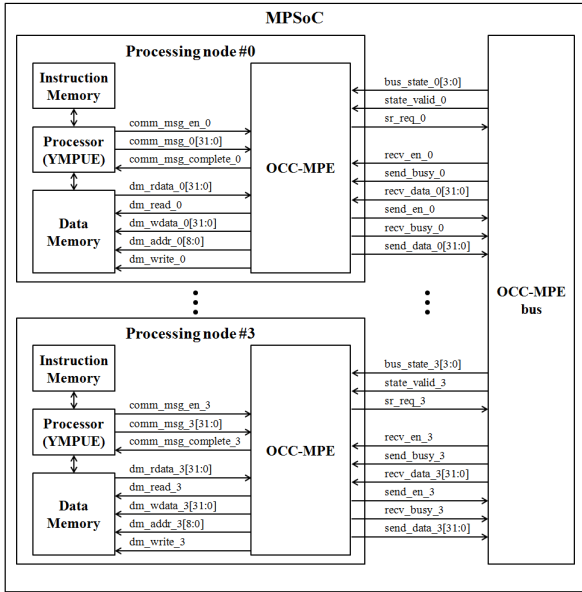 MPSoC
Processing node #0
Instruction
Memory
Processor
(YMPUE)
Data
Memory
comm_msg_en_0
comm_msg_0[31:0]
comm_msg_complete_0
dm_rdata_0[31:0]
dm_read_0
dm_wdata_0[31:0]
dm_addr_0[8:0]
dm_write_0
OCC-MPE
bus_state_0[3:0]
state_valid_0
sr_req_0
recv_en_0
send_busy_0
recv_data_0[31:0]
send_en_0
recv_busy_0
send_data_0[31:0]
OCC-MPE
bus
Processing node #3
Instruction
Memory
Processor
(YMPUE)
Data
Memory
comm_msg_en_3
comm_msg_3[31:0]
comm_msg_complete_3
dm_rdata_3[31:0]
dm_read_3
dm_wdata_3[31:0]
dm_addr_3[8:0]
dm_write_3
OCC-MPE
bus_state_3[3:0]
state_valid_3
sr_req_3
recv_en_3
send_busy_3
recv_data_3[31:0]
send_en_3
recv_busy_3
send_data_3[31:0]